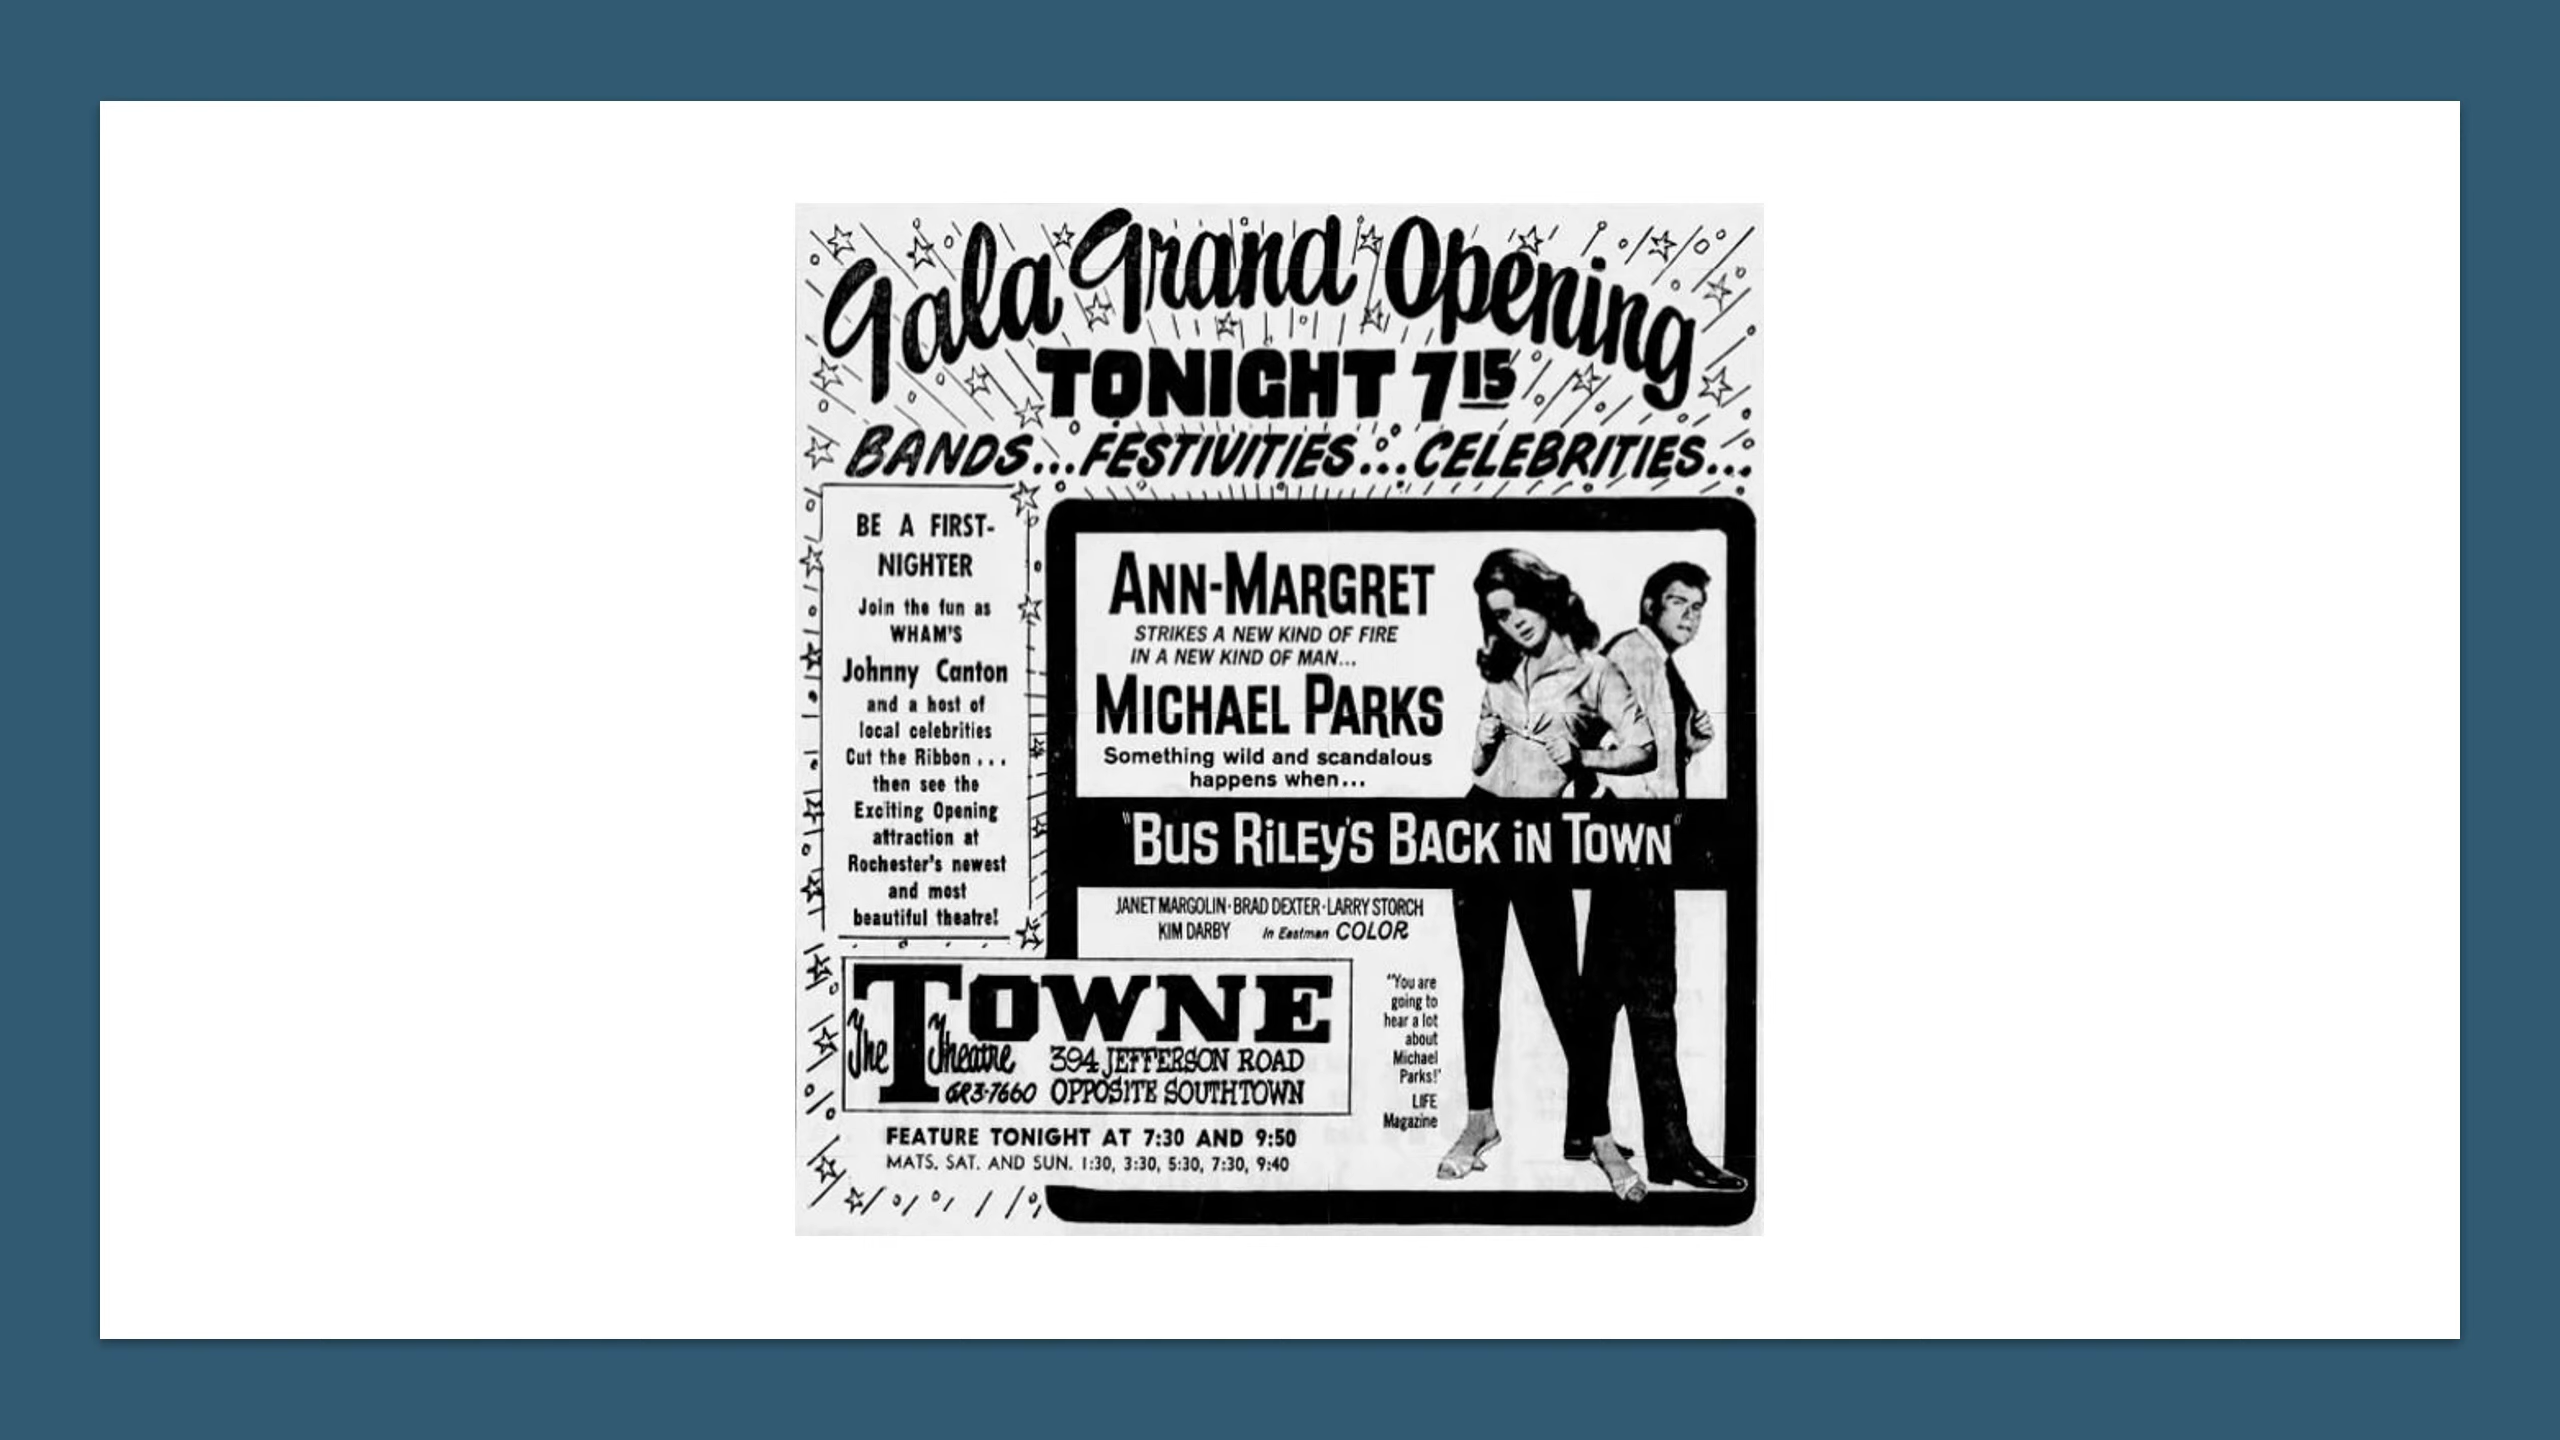 Gala Grand Opening
TONIGHT 7 15
BANDS... FESTIVITIES... CELEBRITIES...
BE A FIRST-
NIGHTER
Join the fun as
WHAM'S
Johnny Canton
and a host of
local celebrities
Cut the Ribbon...
then see the
Exciting Opening
attraction at
Rochester's newest
and most
beautiful theatre!
ANN-MARGRET
STRIKES A NEW KIND OF FIRE
IN A NEW KIND OF MAN...
MICHAEL PARKS
Something wild and scandalous
happens when...
"BUS RiLEy'S BACK iN TOWN"
JANET MARGOLIN · BRAD DEXTER · LARRY STORCH
KIM DARBY In Eastman COLOR
"You are
going to
hear a lot
about
Michael
Parks!"
LIFE
Magazine
The TOWNE Theatre
394 JEFFERSON ROAD
GR3-7660 OPPOSITE SOUTHTOWN
FEATURE TONIGHT AT 7:30 AND 9:50
MATS. SAT. AND SUN. 1:30, 3:30, 5:30, 7:30, 9:40